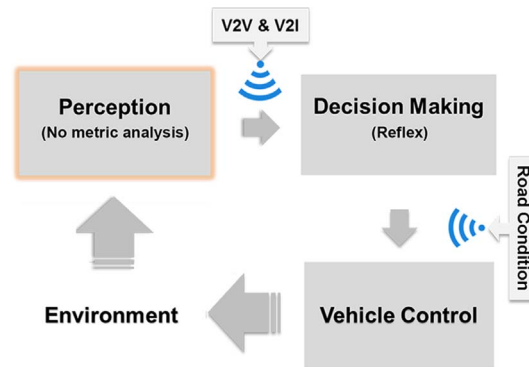 V2V & V2I
Perception
(No metric analysis)
Decision Making
(Reflex)
Road Condition
Environment
Vehicle Control